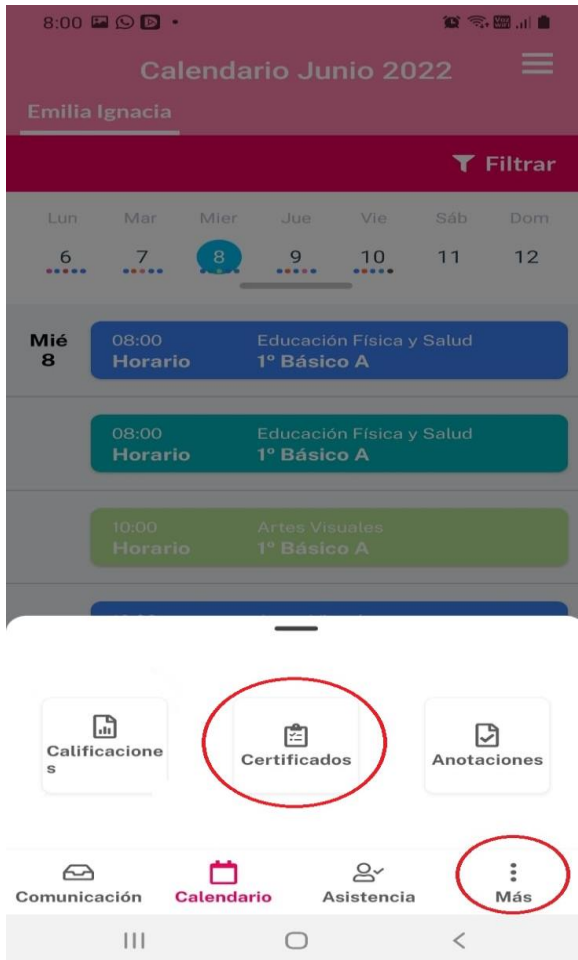 8:00
Calendario Junio 2022
Emilia Ignacia
Filtrar
Lun Mar Mier Jue Vie Sáb Dom
6 7 8 9 10 11 12
Mié 08:00 Educación Física y Salud
8 Horario 1º Básico A
08:00 Educación Física y Salud
Horario 1º Básico A
10:00 Artes Visuales
Horario 1º Básico A
Calificacione
s
Certificados
Anotaciones
Comunicación Calendario Asistencia Más